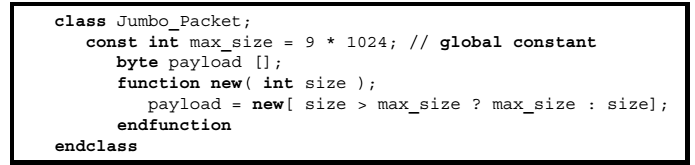 class Jumbo_Packet;
const int max_size = 9 * 1024; // global constant
byte payload [];
function new( int size );
payload = new[ size > max_size ? max_size : size];
endfunction
endclass